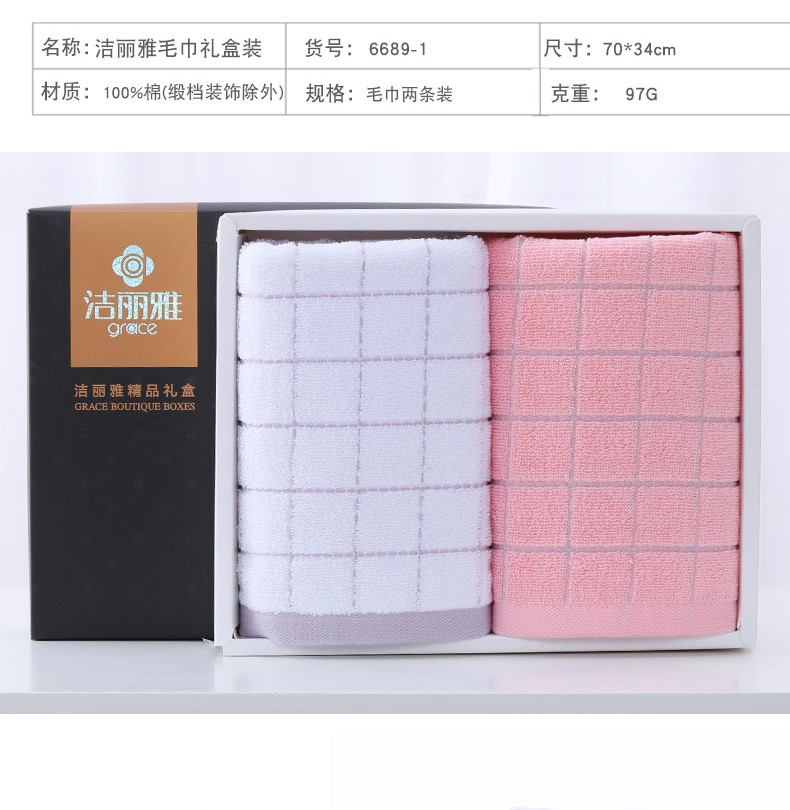 名称: 洁丽雅毛巾礼盒装 货号: 6689-1 尺寸: 70*34cm
材质: 100%棉(缎档装饰除外) 规格: 毛巾两条装 克重: 97G
洁丽雅
grace
洁丽雅精品礼盒
GRACE BOUTIQUE BOXES